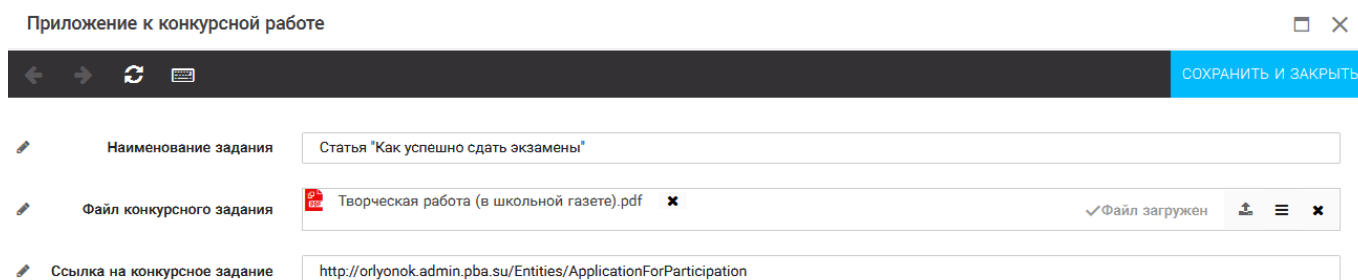 Приложение к конкурсной работе
СОХРАНИТЬ И ЗАКРЫТЬ
Наименование задания Статья "Как успешно сдать экзамены"
Файл конкурсного задания Творческая работа (в школьной газете).pdf Файл загружен
Ссылка на конкурсное задание http://orlyonok.admin.pba.su/Entities/ApplicationForParticipation